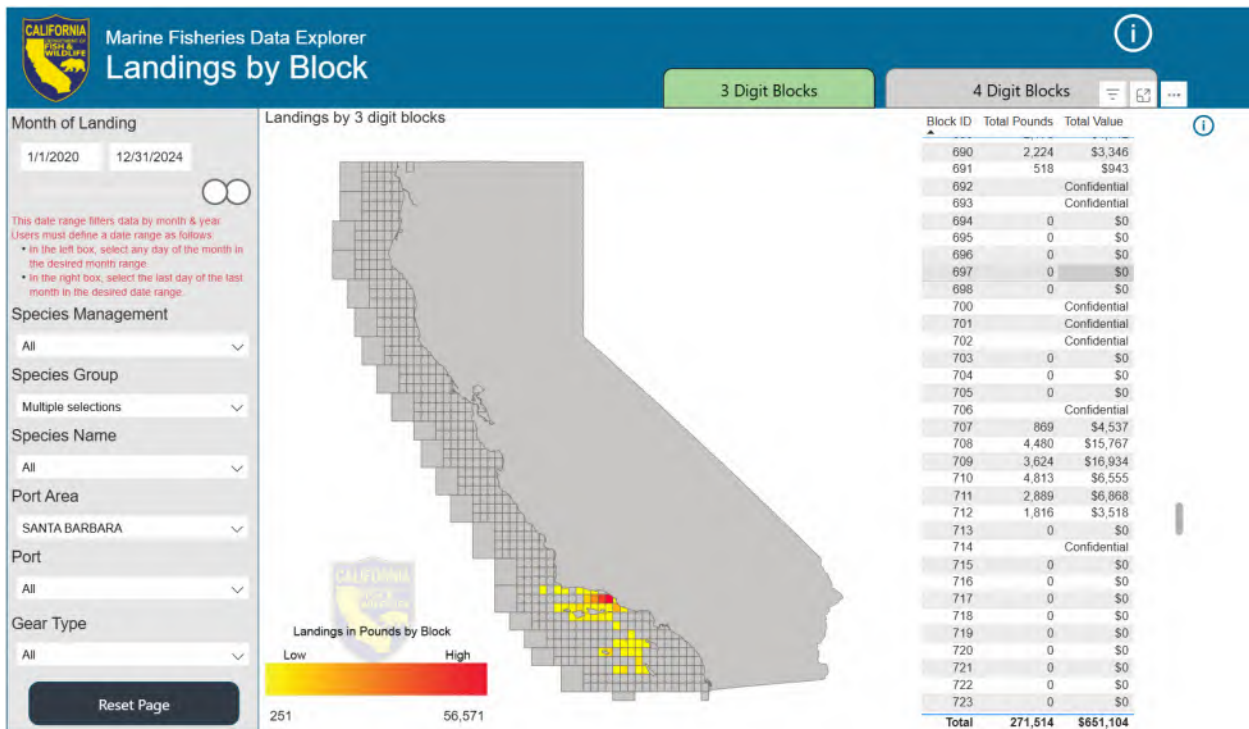 CALIFORNIA
DEPARTMENT OF
FISH &
WILDLIFE
Marine Fisheries Data Explorer
Landings by Block
3 Digit Blocks
4 Digit Blocks
Month of Landing
1/1/2020 12/31/2024
This date range filters data by month & year.
Users must define a date range as follows:
• In the left box, select any day of the month in
the desired month range.
• In the right box, select the last day of the last
month in the desired date range.
Species Management
All
Species Group
Multiple selections
Species Name
All
Port Area
SANTA BARBARA
Port
All
Gear Type
All
Reset Page
Landings by 3 digit blocks
CALIFORNIA
FISH &
WILDLIFE
Landings in Pounds by Block
Low High
251 56,571
Block ID Total Pounds Total Value
690 2,224 $3,346
691 518 $943
692 Confidential
693 Confidential
694 0 $0
695 0 $0
696 0 $0
697 0 $0
698 0 $0
700 Confidential
701 Confidential
702 Confidential
703 0 $0
704 0 $0
705 0 $0
706 Confidential
707 869 $4,537
708 4,480 $15,767
709 3,624 $16,934
710 4,813 $6,555
711 2,889 $6,868
712 1,816 $3,518
713 0 $0
714 Confidential
715 0 $0
716 0 $0
717 0 $0
718 0 $0
719 0 $0
720 0 $0
721 0 $0
722 0 $0
723 0 $0
Total 271,514 $651,104